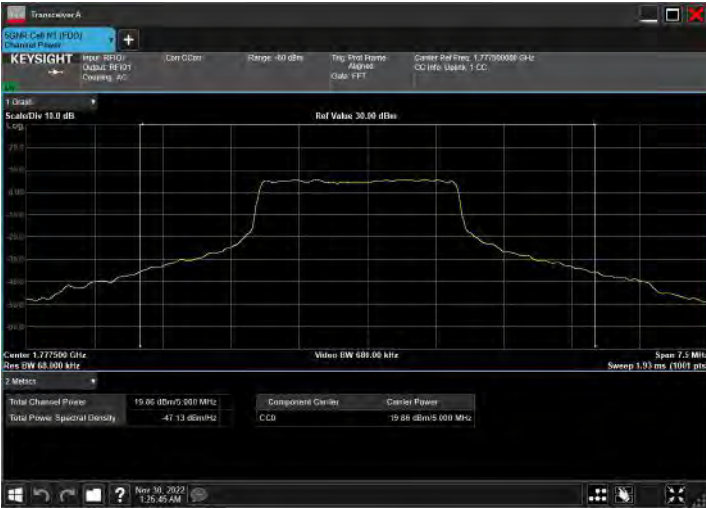 Transceiver A
5GNR Cell N1 (FDD)
Channel Power
+
KEYSIGHT
Input: RFIO1
Output: RFIO1
Coupling: AC
Corr CCorr
Range: -60 dBm
Trig: Prot Frame
Aligned
Gate: FFT
Carrier Ref Freq: 1.777500000 GHz
CC Info: Uplink, 1 CC
1 Graph
Scale/Div 10.0 dB
Ref Value 30.00 dBm
Log
Center 1.777500 GHz
Video BW 680.00 kHz
Span 7.5 MHz
Res BW 68.000 kHz
Sweep 1.93 ms (1001 pts)
2 Metrics
Total Channel Power
19.86 dBm/5.000 MHz
Total Power Spectral Density
-47.13 dBm/Hz
Component Carrier
Carrier Power
CC0
19.86 dBm/5.000 MHz
?
Nov 30, 2022
1:26:45 AM